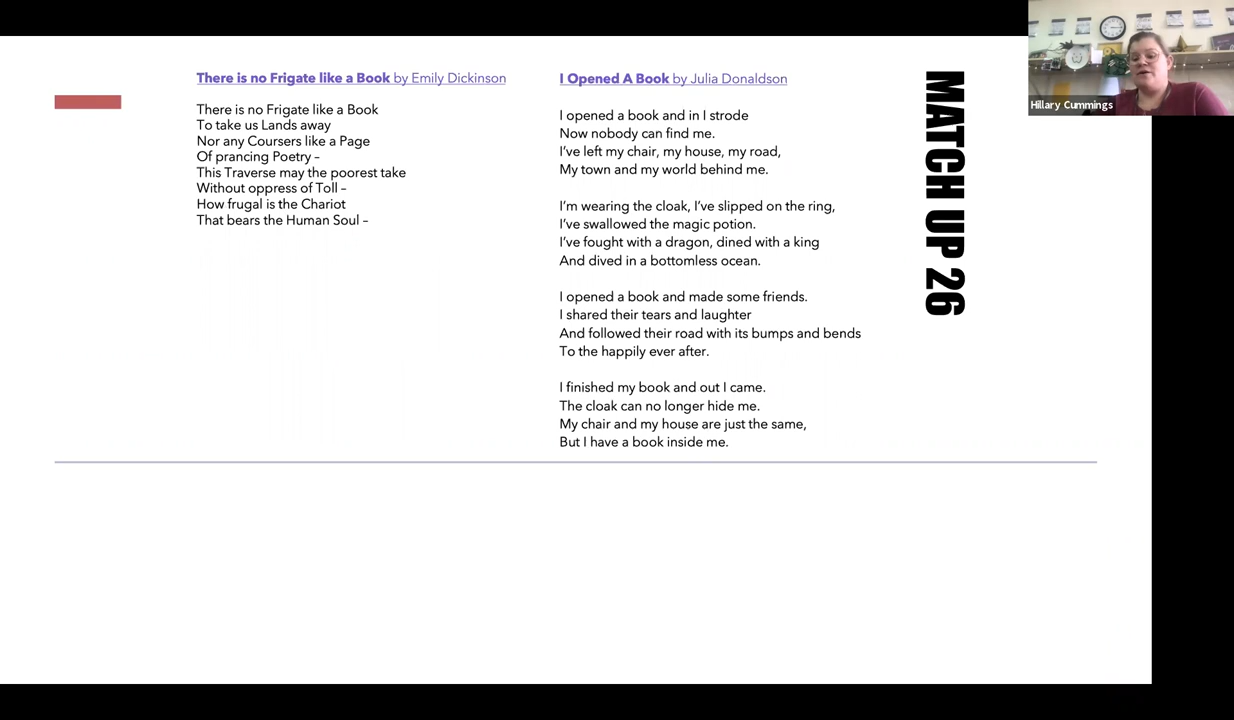 There is no Frigate like a Book by Emily Dickinson
There is no Frigate like a Book
To take us Lands away
Nor any Coursers like a Page
Of prancing Poetry –
This Traverse may the poorest take
Without oppress of Toll –
How frugal is the Chariot
That bears the Human Soul –
I Opened A Book by Julia Donaldson
I opened a book and in I strode
Now nobody can find me.
I’ve left my chair, my house, my road,
My town and my world behind me.
I’m wearing the cloak, I’ve slipped on the ring,
I’ve swallowed the magic potion.
I’ve fought with a dragon, dined with a king
And dived in a bottomless ocean.
I opened a book and made some friends.
I shared their tears and laughter
And followed their road with its bumps and bends
To the happily ever after.
I finished my book and out I came.
The cloak can no longer hide me.
My chair and my house are just the same,
But I have a book inside me.
MATCH UP 26
Hillary Cummings